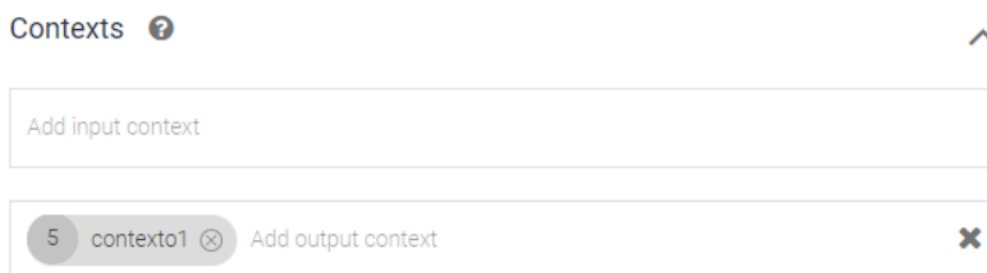 Contexts ?
Add input context
5 contexto1 Add output context